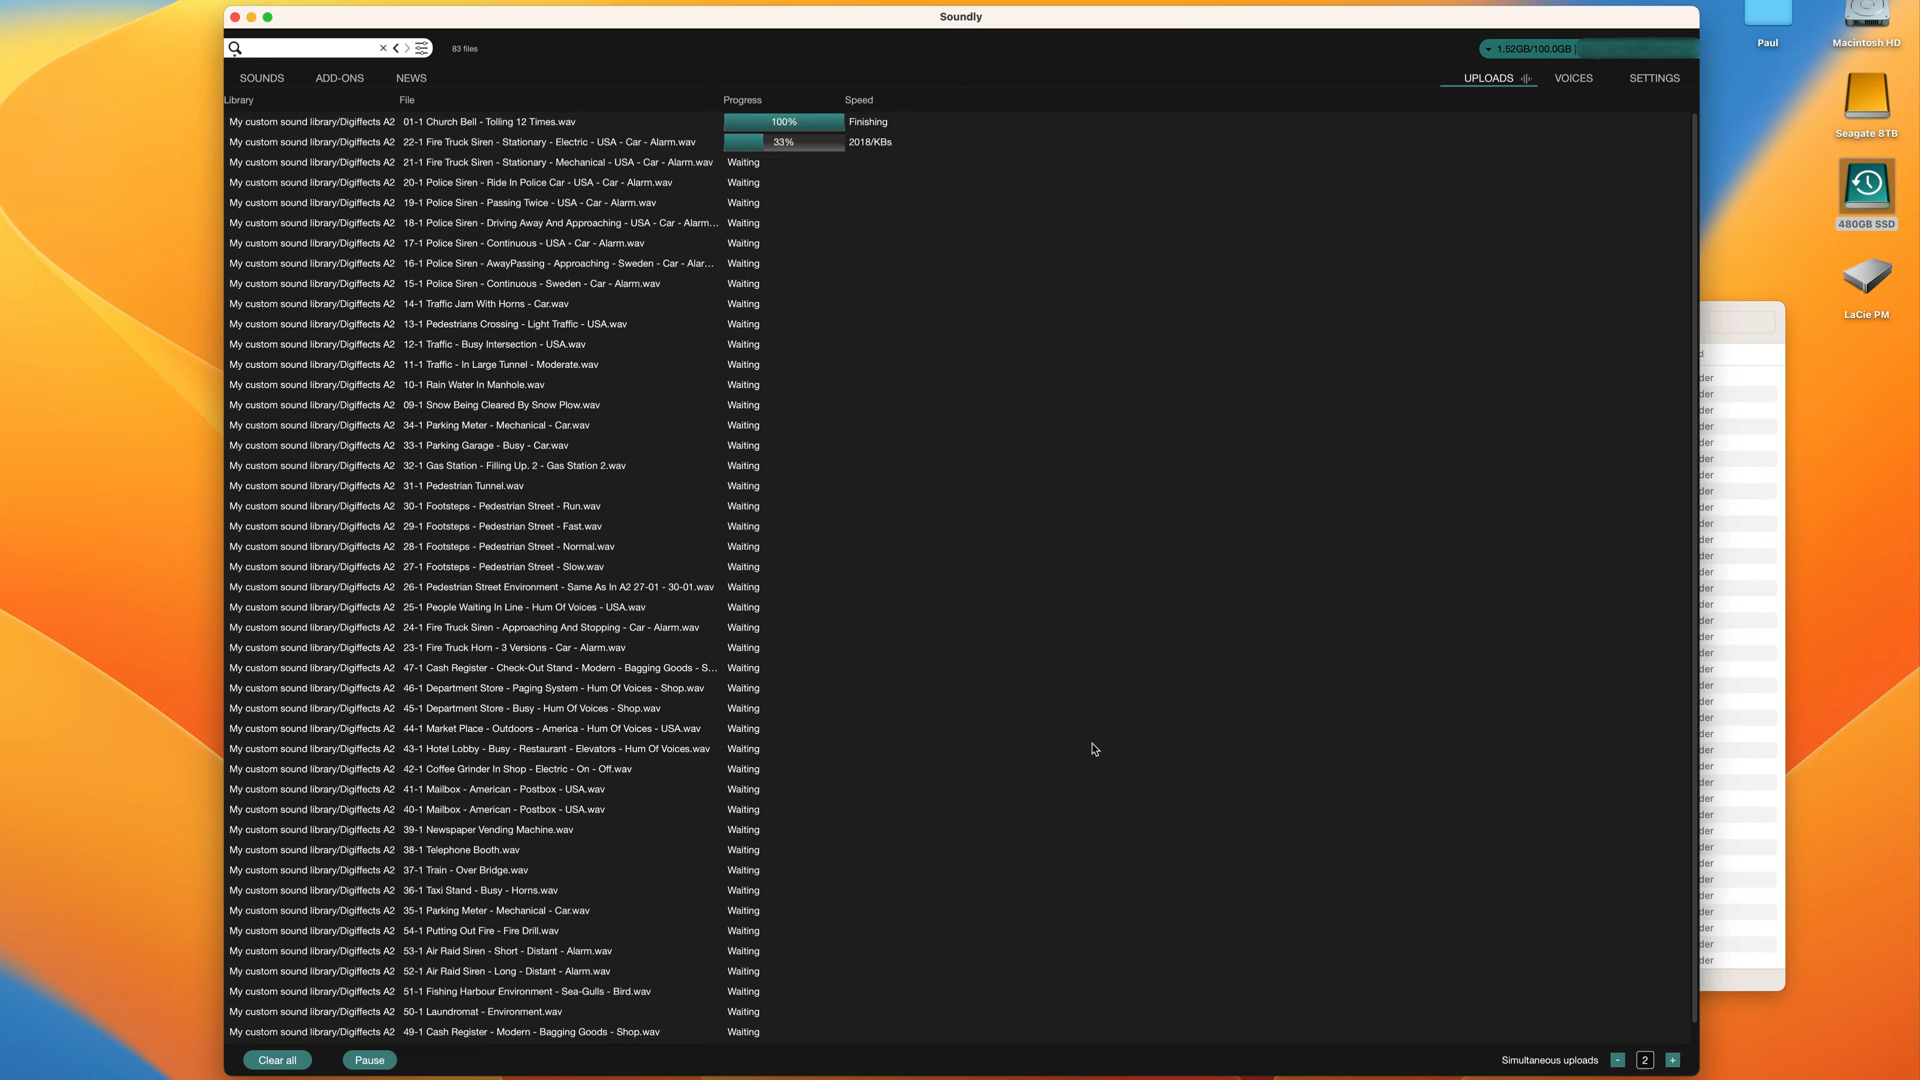 Soundly
83 files
1.52GB/100.0GB |
SOUNDS ADD-ONS NEWS UPLOADS VOICES SETTINGS
Library File Progress Speed
My custom sound library/Digiffects A2 01-1 Church Bell - Tolling 12 Times.wav 100% Finishing
My custom sound library/Digiffects A2 22-1 Fire Truck Siren - Stationary - Electric - USA - Car - Alarm.wav 33% 2018/KBs
My custom sound library/Digiffects A2 21-1 Fire Truck Siren - Stationary - Mechanical - USA - Car - Alarm.wav Waiting
My custom sound library/Digiffects A2 20-1 Police Siren - Ride In Police Car - USA - Car - Alarm.wav Waiting
My custom sound library/Digiffects A2 19-1 Police Siren - Passing Twice - USA - Car - Alarm.wav Waiting
My custom sound library/Digiffects A2 18-1 Police Siren - Driving Away And Approaching - USA - Car - Alarm... Waiting
My custom sound library/Digiffects A2 17-1 Police Siren - Continuous - USA - Car - Alarm.wav Waiting
My custom sound library/Digiffects A2 16-1 Police Siren - AwayPassing - Approaching - Sweden - Car - Alar... Waiting
My custom sound library/Digiffects A2 15-1 Police Siren - Continuous - Sweden - Car - Alarm.wav Waiting
My custom sound library/Digiffects A2 14-1 Traffic Jam With Horns - Car.wav Waiting
My custom sound library/Digiffects A2 13-1 Pedestrians Crossing - Light Traffic - USA.wav Waiting
My custom sound library/Digiffects A2 12-1 Traffic - Busy Intersection - USA.wav Waiting
My custom sound library/Digiffects A2 11-1 Traffic - In Large Tunnel - Moderate.wav Waiting
My custom sound library/Digiffects A2 10-1 Rain Water In Manhole.wav Waiting
My custom sound library/Digiffects A2 09-1 Snow Being Cleared By Snow Plow.wav Waiting
My custom sound library/Digiffects A2 34-1 Parking Meter - Mechanical - Car.wav Waiting
My custom sound library/Digiffects A2 33-1 Parking Garage - Busy - Car.wav Waiting
My custom sound library/Digiffects A2 32-1 Gas Station - Filling Up. 2 - Gas Station 2.wav Waiting
My custom sound library/Digiffects A2 31-1 Pedestrian Tunnel.wav Waiting
My custom sound library/Digiffects A2 30-1 Footsteps - Pedestrian Street - Run.wav Waiting
My custom sound library/Digiffects A2 29-1 Footsteps - Pedestrian Street - Fast.wav Waiting
My custom sound library/Digiffects A2 28-1 Footsteps - Pedestrian Street - Normal.wav Waiting
My custom sound library/Digiffects A2 27-1 Footsteps - Pedestrian Street - Slow.wav Waiting
My custom sound library/Digiffects A2 26-1 Pedestrian Street Environment - Same As In A2 27-01 - 30-01.wav Waiting
My custom sound library/Digiffects A2 25-1 People Waiting In Line - Hum Of Voices - USA.wav Waiting
My custom sound library/Digiffects A2 24-1 Fire Truck Siren - Approaching And Stopping - Car - Alarm.wav Waiting
My custom sound library/Digiffects A2 23-1 Fire Truck Horn - 3 Versions - Car - Alarm.wav Waiting
My custom sound library/Digiffects A2 47-1 Cash Register - Check-Out Stand - Modern - Bagging Goods - S... Waiting
My custom sound library/Digiffects A2 46-1 Department Store - Paging System - Hum Of Voices - Shop.wav Waiting
My custom sound library/Digiffects A2 45-1 Department Store - Busy - Hum Of Voices - Shop.wav Waiting
My custom sound library/Digiffects A2 44-1 Market Place - Outdoors - America - Hum Of Voices - USA.wav Waiting
My custom sound library/Digiffects A2 43-1 Hotel Lobby - Busy - Restaurant - Elevators - Hum Of Voices.wav Waiting
My custom sound library/Digiffects A2 42-1 Coffee Grinder In Shop - Electric - On - Off.wav Waiting
My custom sound library/Digiffects A2 41-1 Mailbox - American - Postbox - USA.wav Waiting
My custom sound library/Digiffects A2 40-1 Mailbox - American - Postbox - USA.wav Waiting
My custom sound library/Digiffects A2 39-1 Newspaper Vending Machine.wav Waiting
My custom sound library/Digiffects A2 38-1 Telephone Booth.wav Waiting
My custom sound library/Digiffects A2 37-1 Train - Over Bridge.wav Waiting
My custom sound library/Digiffects A2 36-1 Taxi Stand - Busy - Horns.wav Waiting
My custom sound library/Digiffects A2 35-1 Parking Meter - Mechanical - Car.wav Waiting
My custom sound library/Digiffects A2 54-1 Putting Out Fire - Fire Drill.wav Waiting
My custom sound library/Digiffects A2 53-1 Air Raid Siren - Short - Distant - Alarm.wav Waiting
My custom sound library/Digiffects A2 52-1 Air Raid Siren - Long - Distant - Alarm.wav Waiting
My custom sound library/Digiffects A2 51-1 Fishing Harbour Environment - Sea-Gulls - Bird.wav Waiting
My custom sound library/Digiffects A2 50-1 Laundromat - Environment.wav Waiting
My custom sound library/Digiffects A2 49-1 Cash Register - Modern - Bagging Goods - Shop.wav Waiting
Clear all Pause Simultaneous uploads - 2 +
Paul
Macintosh HD
Seagate 8TB
480GB SSD
LaCie PM